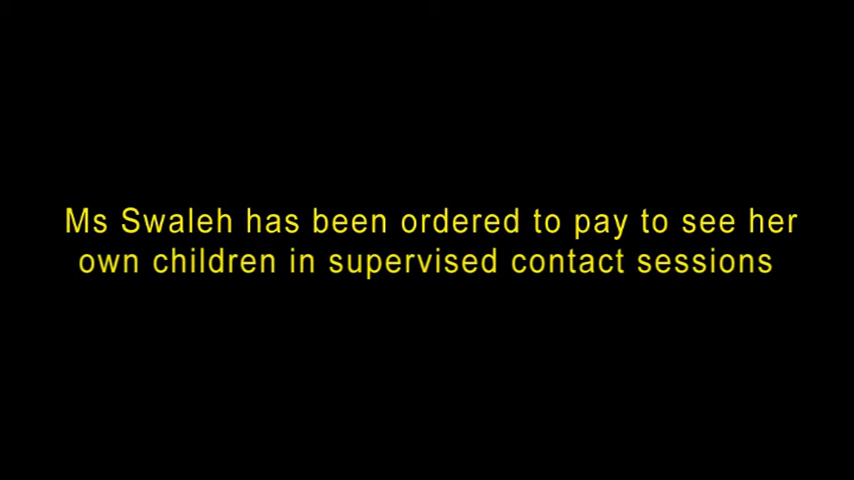 Ms Swaleh has been ordered to pay to see her
own children in supervised contact sessions